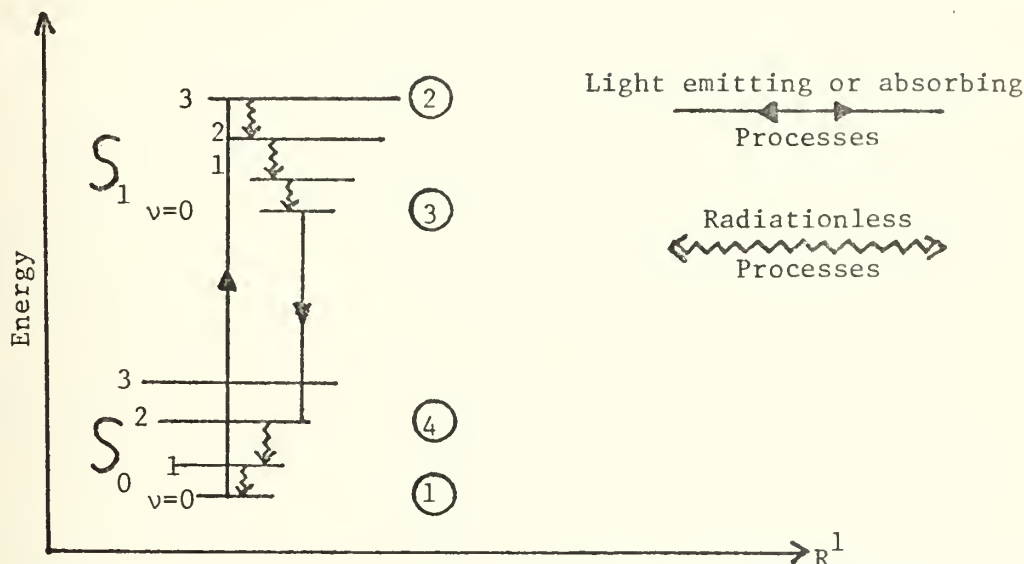 Energy
3
②
2
S₁
1
ν=0
③
3
S₀
2
④
1
ν=0
①
R¹
Light emitting or absorbing
Processes
Radiationless
Processes